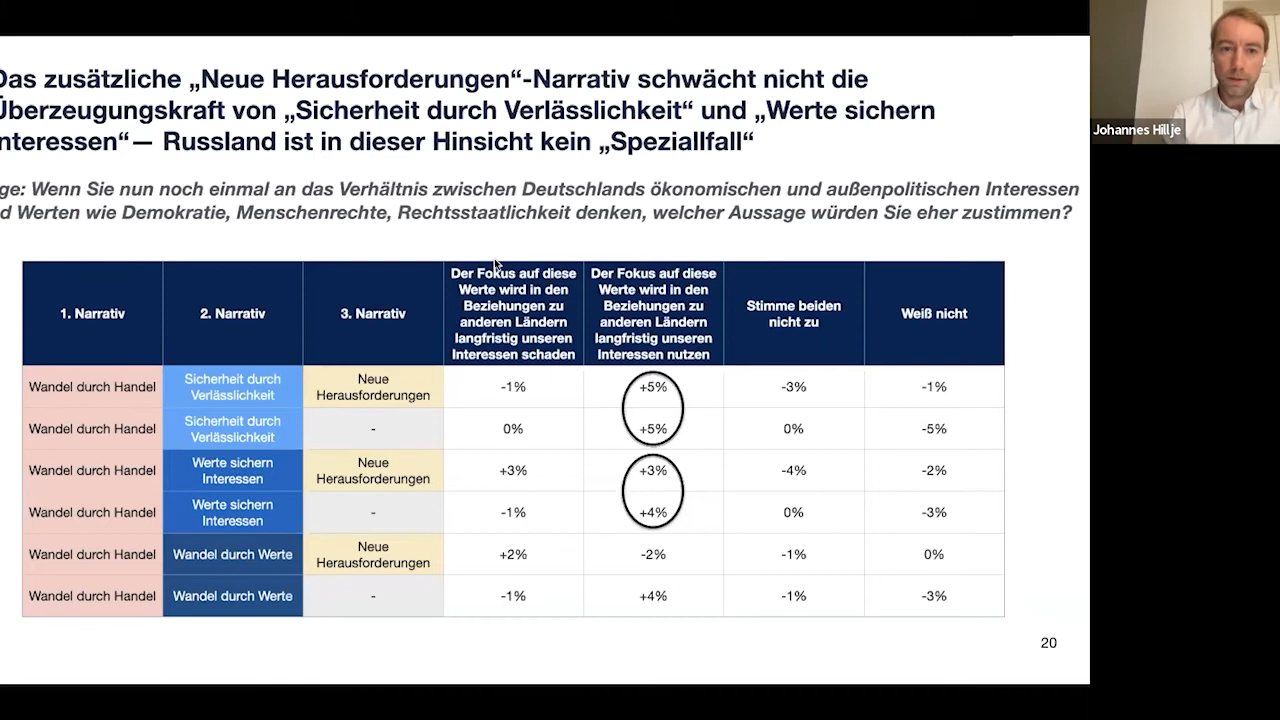 Das zusätzliche „Neue Herausforderungen“-Narrativ schwächt nicht die
Überzeugungskraft von „Sicherheit durch Verlässlichkeit“ und „Werte sichern
nteressen“— Russland ist in dieser Hinsicht kein „Speziallfall“
ge: Wenn Sie nun noch einmal an das Verhältnis zwischen Deutschlands ökonomischen und außenpolitischen Interessen
d Werten wie Demokratie, Menschenrechte, Rechtsstaatlichkeit denken, welcher Aussage würden Sie eher zustimmen?
1. Narrativ
2. Narrativ
3. Narrativ
Der Fokus auf diese
Werte wird in den
Beziehungen zu
anderen Ländern
langfristig unseren
Interessen schaden
Der Fokus auf diese
Werte wird in den
Beziehungen zu
anderen Ländern
langfristig unseren
Interessen nutzen
Stimme beiden
nicht zu
Weiß nicht
Wandel durch Handel
Sicherheit durch
Verlässlichkeit
Neue
Herausforderungen
-1%
+5%
-3%
-1%
Wandel durch Handel
Sicherheit durch
Verlässlichkeit
-
0%
+5%
0%
-5%
Wandel durch Handel
Werte sichern
Interessen
Neue
Herausforderungen
+3%
+3%
-4%
-2%
Wandel durch Handel
Werte sichern
Interessen
-
-1%
+4%
0%
-3%
Wandel durch Handel
Wandel durch Werte
Neue
Herausforderungen
+2%
-2%
-1%
0%
Wandel durch Handel
Wandel durch Werte
-
-1%
+4%
-1%
-3%
20
Johannes Hillje